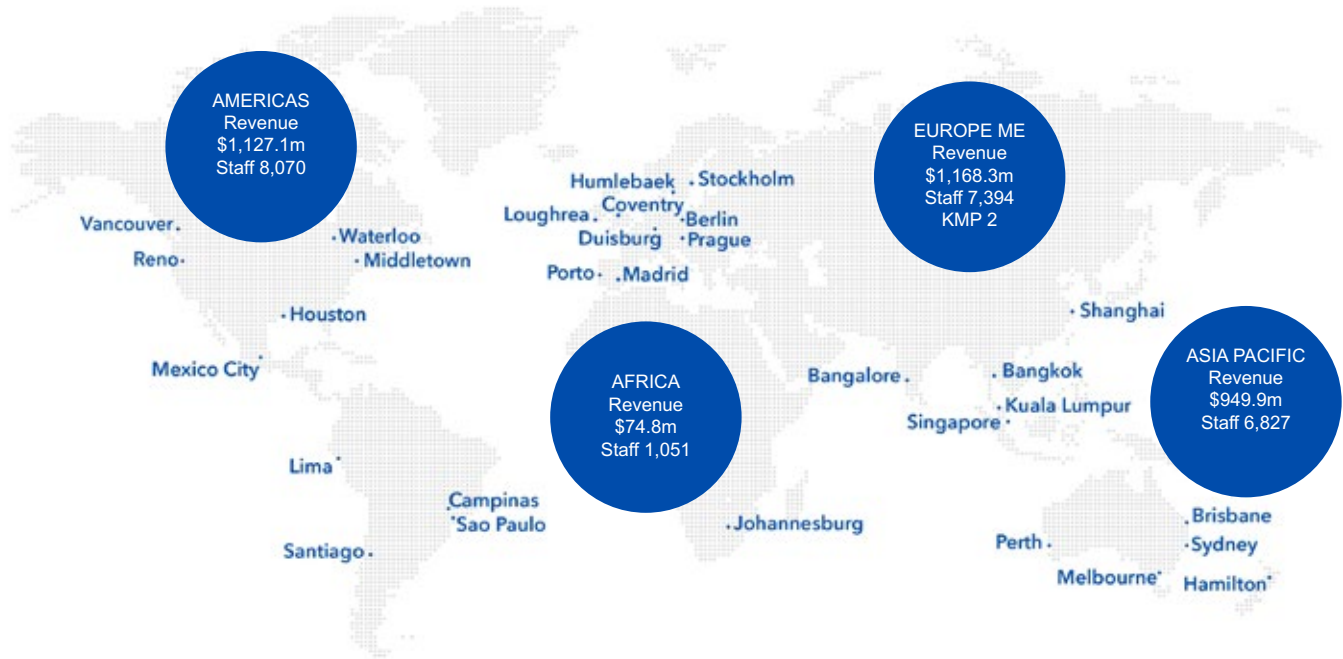 AMERICAS
Revenue
$1,127.1m
Staff 8,070
EUROPE ME
Revenue
$1,168.3m
Staff 7,394
KMP 2
Humlebaek
Stockholm
Coventry
Loughrea
Berlin
Duisburg
Prague
Porto
Madrid
Vancouver
Waterloo
Reno
Middletown
Houston
Mexico City
Shanghai
ASIA PACIFIC
Revenue
$949.9m
Staff 6,827
AFRICA
Revenue
$74.8m
Staff 1,051
Bangalore
Bangkok
Kuala Lumpur
Singapore
Lima
Campinas
Sao Paulo
Santiago
Johannesburg
Brisbane
Perth
Sydney
Melbourne
Hamilton